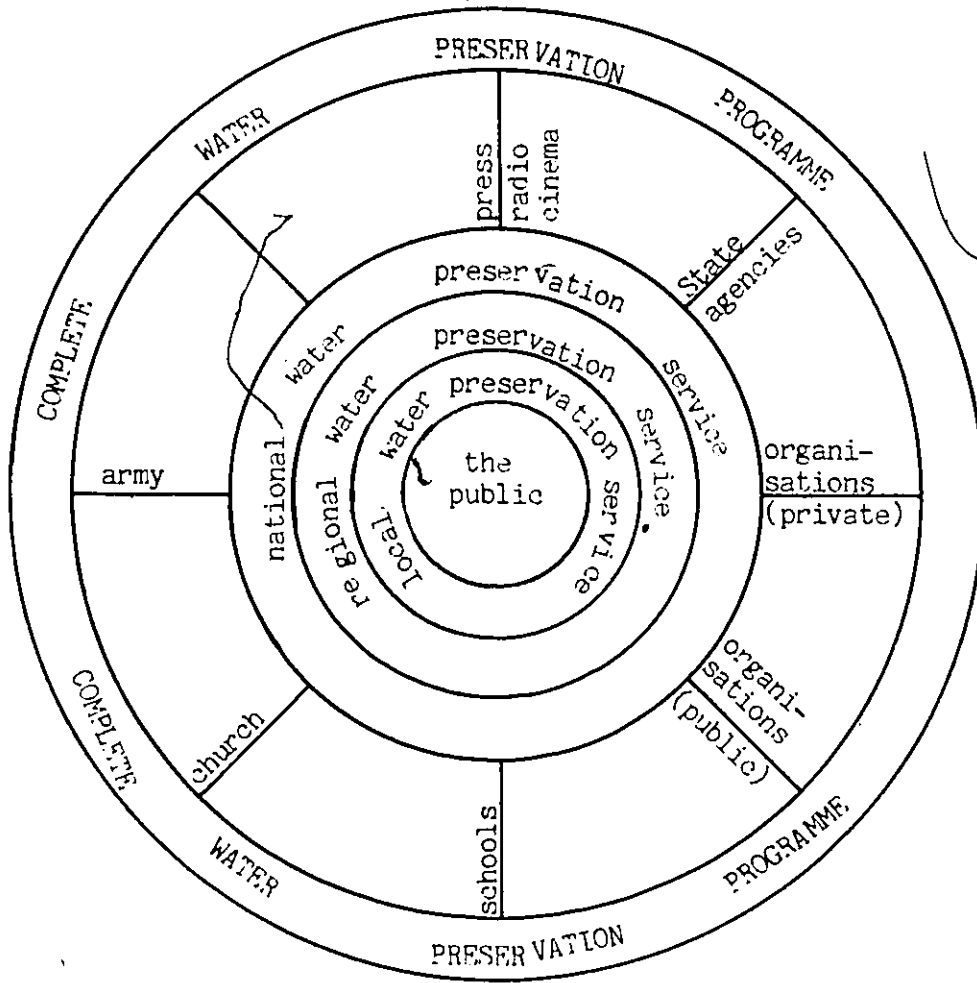 COMPLETE WATER PRESERVATION PROGRAMME
press
radio
cinema
State
agencies
organi-
sations
(private)
organi-
sations
(public)
schools
church
army
national water preservation service
regional water preservation service
local water preservation service
the
public
COMPLETE WATER PRESERVATION PROGRAMME